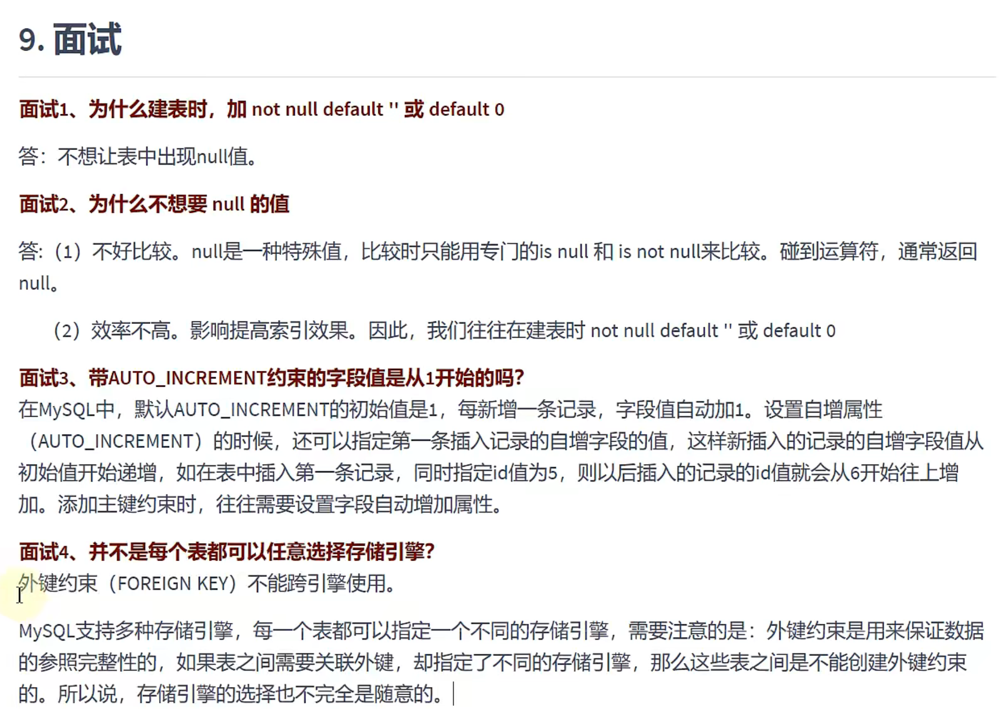 9. 面试
面试1、为什么建表时，加 not null default '' 或 default 0
答：不想让表中出现null值。
面试2、为什么不想要 null 的值
答:（1）不好比较。null是一种特殊值，比较时只能用专门的is null 和 is not null来比较。碰到运算符，通常返回
null。
（2）效率不高。影响提高索引效果。因此，我们往往在建表时 not null default '' 或 default 0
面试3、带AUTO_INCREMENT约束的字段值是从1开始的吗？
在MySQL中，默认AUTO_INCREMENT的初始值是1，每新增一条记录，字段值自动加1。设置自增属性
（AUTO_INCREMENT）的时候，还可以指定第一条插入记录的自增字段的值，这样新插入的记录的自增字段值从
初始值开始递增，如在表中插入第一条记录，同时指定id值为5，则以后插入的记录的id值就会从6开始往上增
加。添加主键约束时，往往需要设置字段自动增加属性。
面试4、并不是每个表都可以任意选择存储引擎？
外键约束（FOREIGN KEY）不能跨引擎使用。
MySQL支持多种存储引擎，每一个表都可以指定一个不同的存储引擎，需要注意的是：外键约束是用来保证数据
的参照完整性的，如果表之间需要关联外键，却指定了不同的存储引擎，那么这些表之间是不能创建外键约束
的。所以说，存储引擎的选择也不完全是随意的。